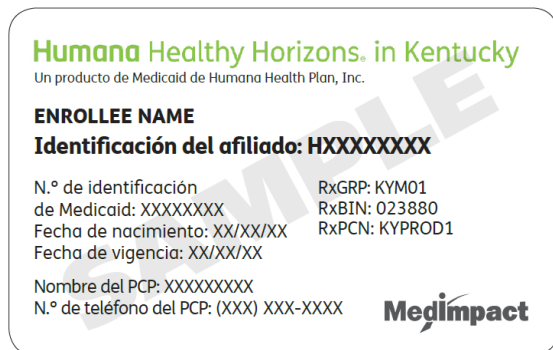 Humana Healthy Horizons® in Kentucky
Un producto de Medicaid de Humana Health Plan, Inc.
ENROLLEE NAME
Identificación del afiliado: HXXXXXXXX
N.º de identificación
de Medicaid: XXXXXXXX
Fecha de nacimiento: XX/XX/XX
Fecha de vigencia: XX/XX/XX
RxGRP: KYM01
RxBIN: 023880
RxPCN: KYPROD1
Nombre del PCP: XXXXXXXXX
N.º de teléfono del PCP: (XXX) XXX-XXXX
Medimpact
SAMPLE